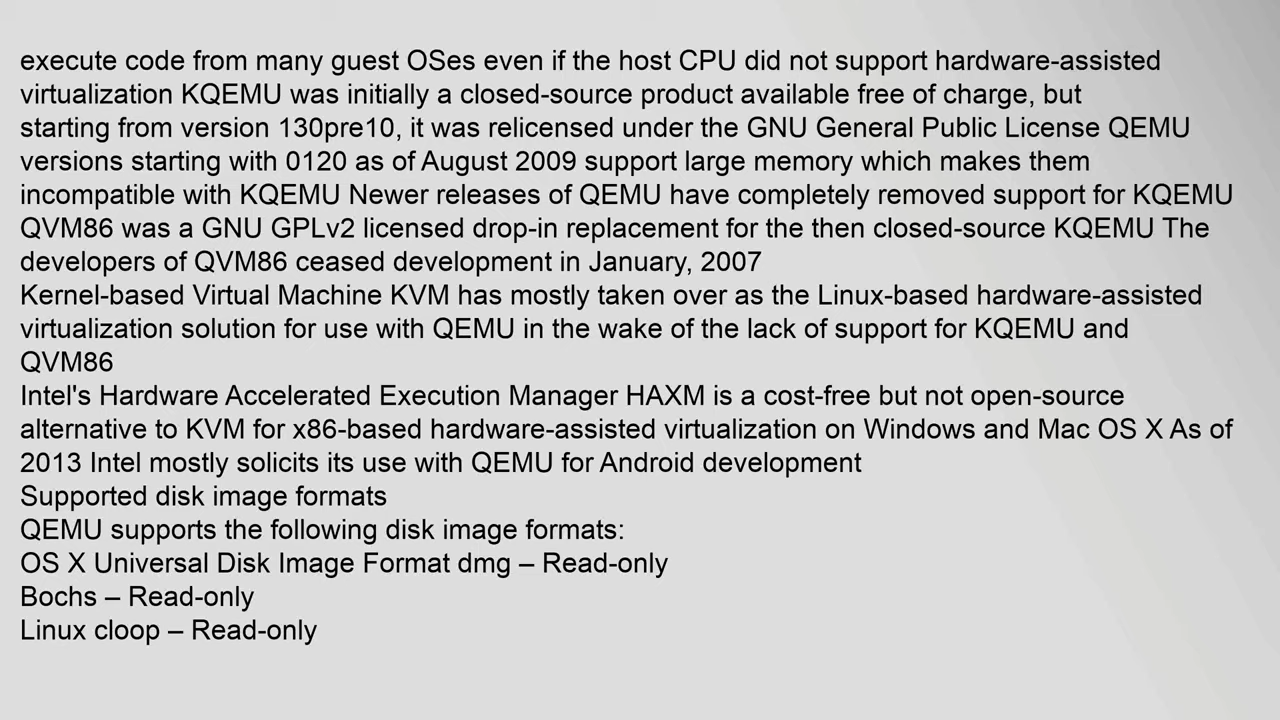 execute code from many guest OSes even if the host CPU did not support hardware-assisted
virtualization KQEMU was initially a closed-source product available free of charge, but
starting from version 130pre10, it was relicensed under the GNU General Public License QEMU
versions starting with 0120 as of August 2009 support large memory which makes them
incompatible with KQEMU Newer releases of QEMU have completely removed support for KQEMU
QVM86 was a GNU GPLv2 licensed drop-in replacement for the then closed-source KQEMU The
developers of QVM86 ceased development in January, 2007
Kernel-based Virtual Machine KVM has mostly taken over as the Linux-based hardware-assisted
virtualization solution for use with QEMU in the wake of the lack of support for KQEMU and
QVM86
Intel's Hardware Accelerated Execution Manager HAXM is a cost-free but not open-source
alternative to KVM for x86-based hardware-assisted virtualization on Windows and Mac OS X As of
2013 Intel mostly solicits its use with QEMU for Android development
Supported disk image formats
QEMU supports the following disk image formats:
OS X Universal Disk Image Format dmg – Read-only
Bochs – Read-only
Linux cloop – Read-only